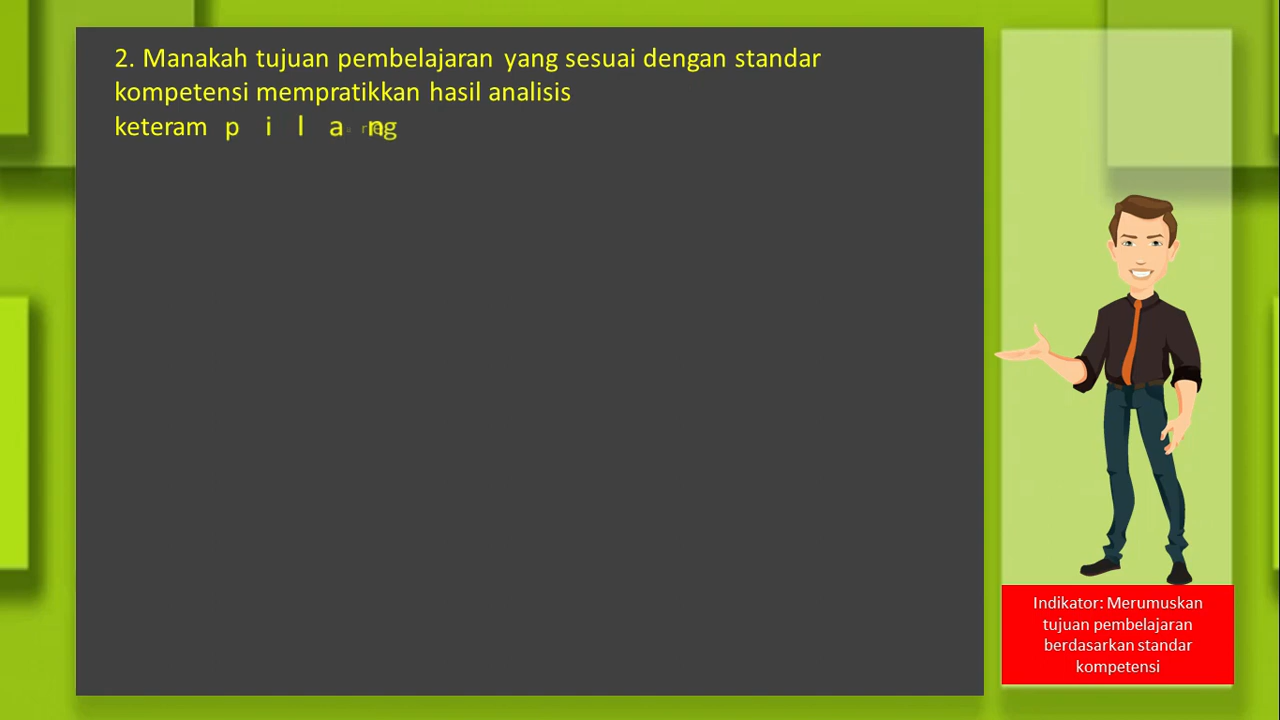 2. Manakah tujuan pembelajaran yang sesuai dengan standar
kompetensi mempratikkan hasil analisis
keteram p i l a
Indikator: Merumuskan
tujuan pembelajaran
berdasarkan standar
kompetensi